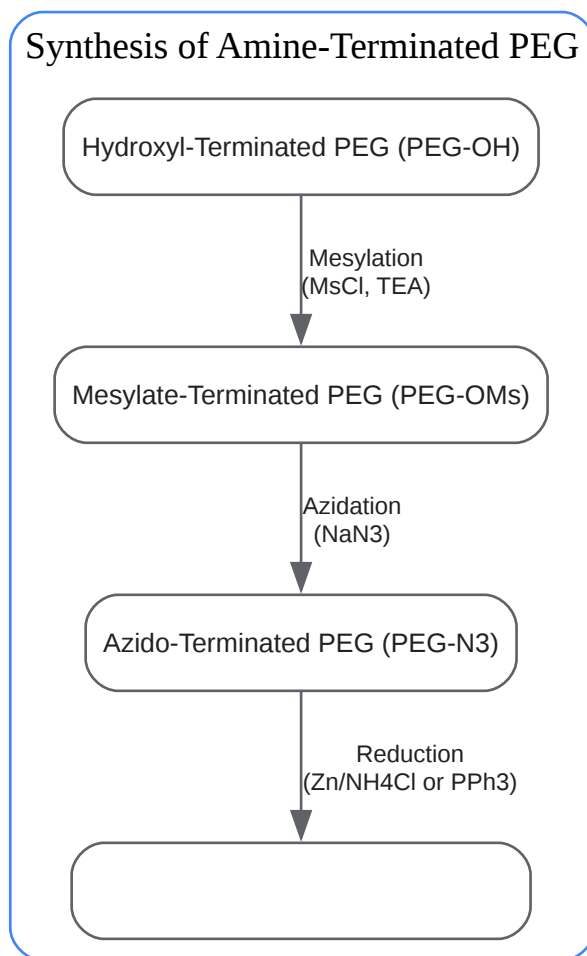 Synthesis of Amine-Terminated PEG
Hydroxyl-Terminated PEG (PEG-OH)
Mesylation
(MsCl, TEA)
Mesylate-Terminated PEG (PEG-OMs)
Azidation
(NaN3)
Azido-Terminated PEG (PEG-N3)
Reduction
(Zn/NH4Cl or PPh3)